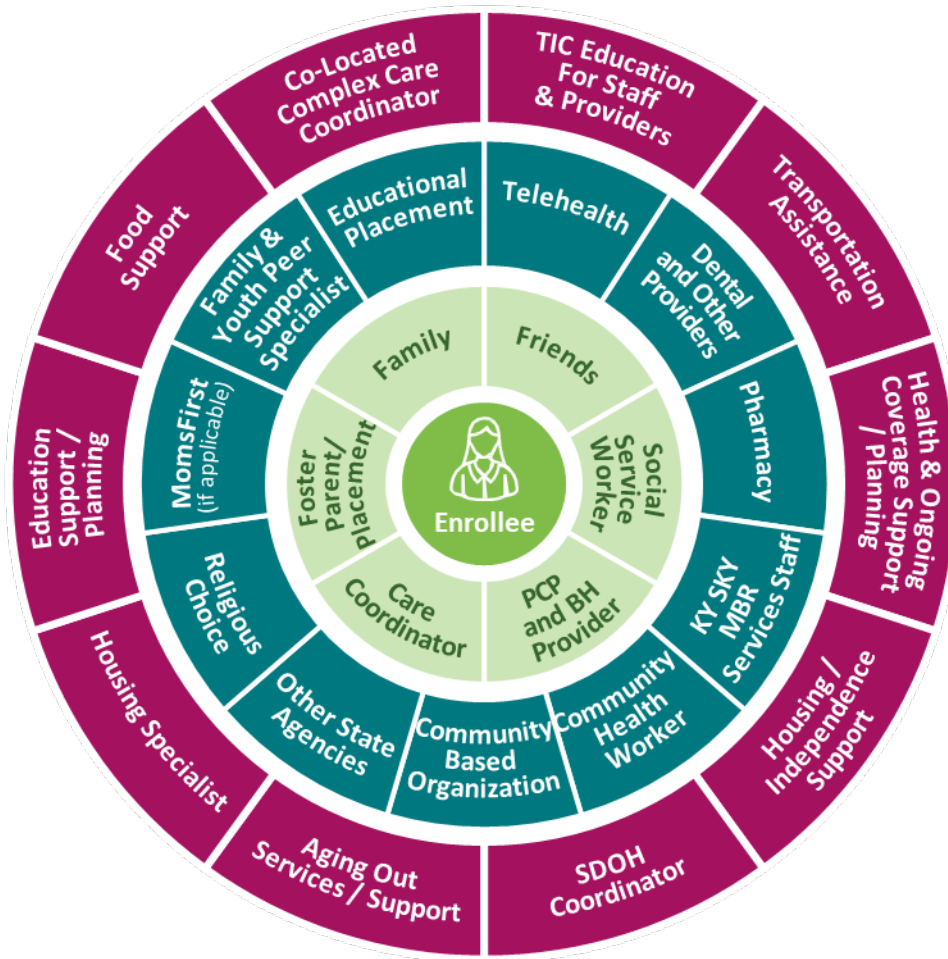 Co-Located
Complex Care
Coordinator
TIC Education
For Staff
& Providers
Transportation
Assistance
Health & Ongoing
Coverage Support
/ Planning
Housing /
Independence
Support
SDOH
Coordinator
Aging Out
Services / Support
Housing Specialist
Education
Support /
Planning
Food
Support
Educational
Placement
Telehealth
Dental
and Other
Providers
Pharmacy
KY SKY
MBR
Services Staff
Community
Health
Worker
Community
Based
Organization
Other State
Agencies
Religious
Choice
MomsFirst
(if applicable)
Family &
Youth Peer
Support
Specialist
Family
Friends
Social
Service
Worker
PCP
and BH
Provider
Care
Coordinator
Foster
Parent/
Placement
Enrollee